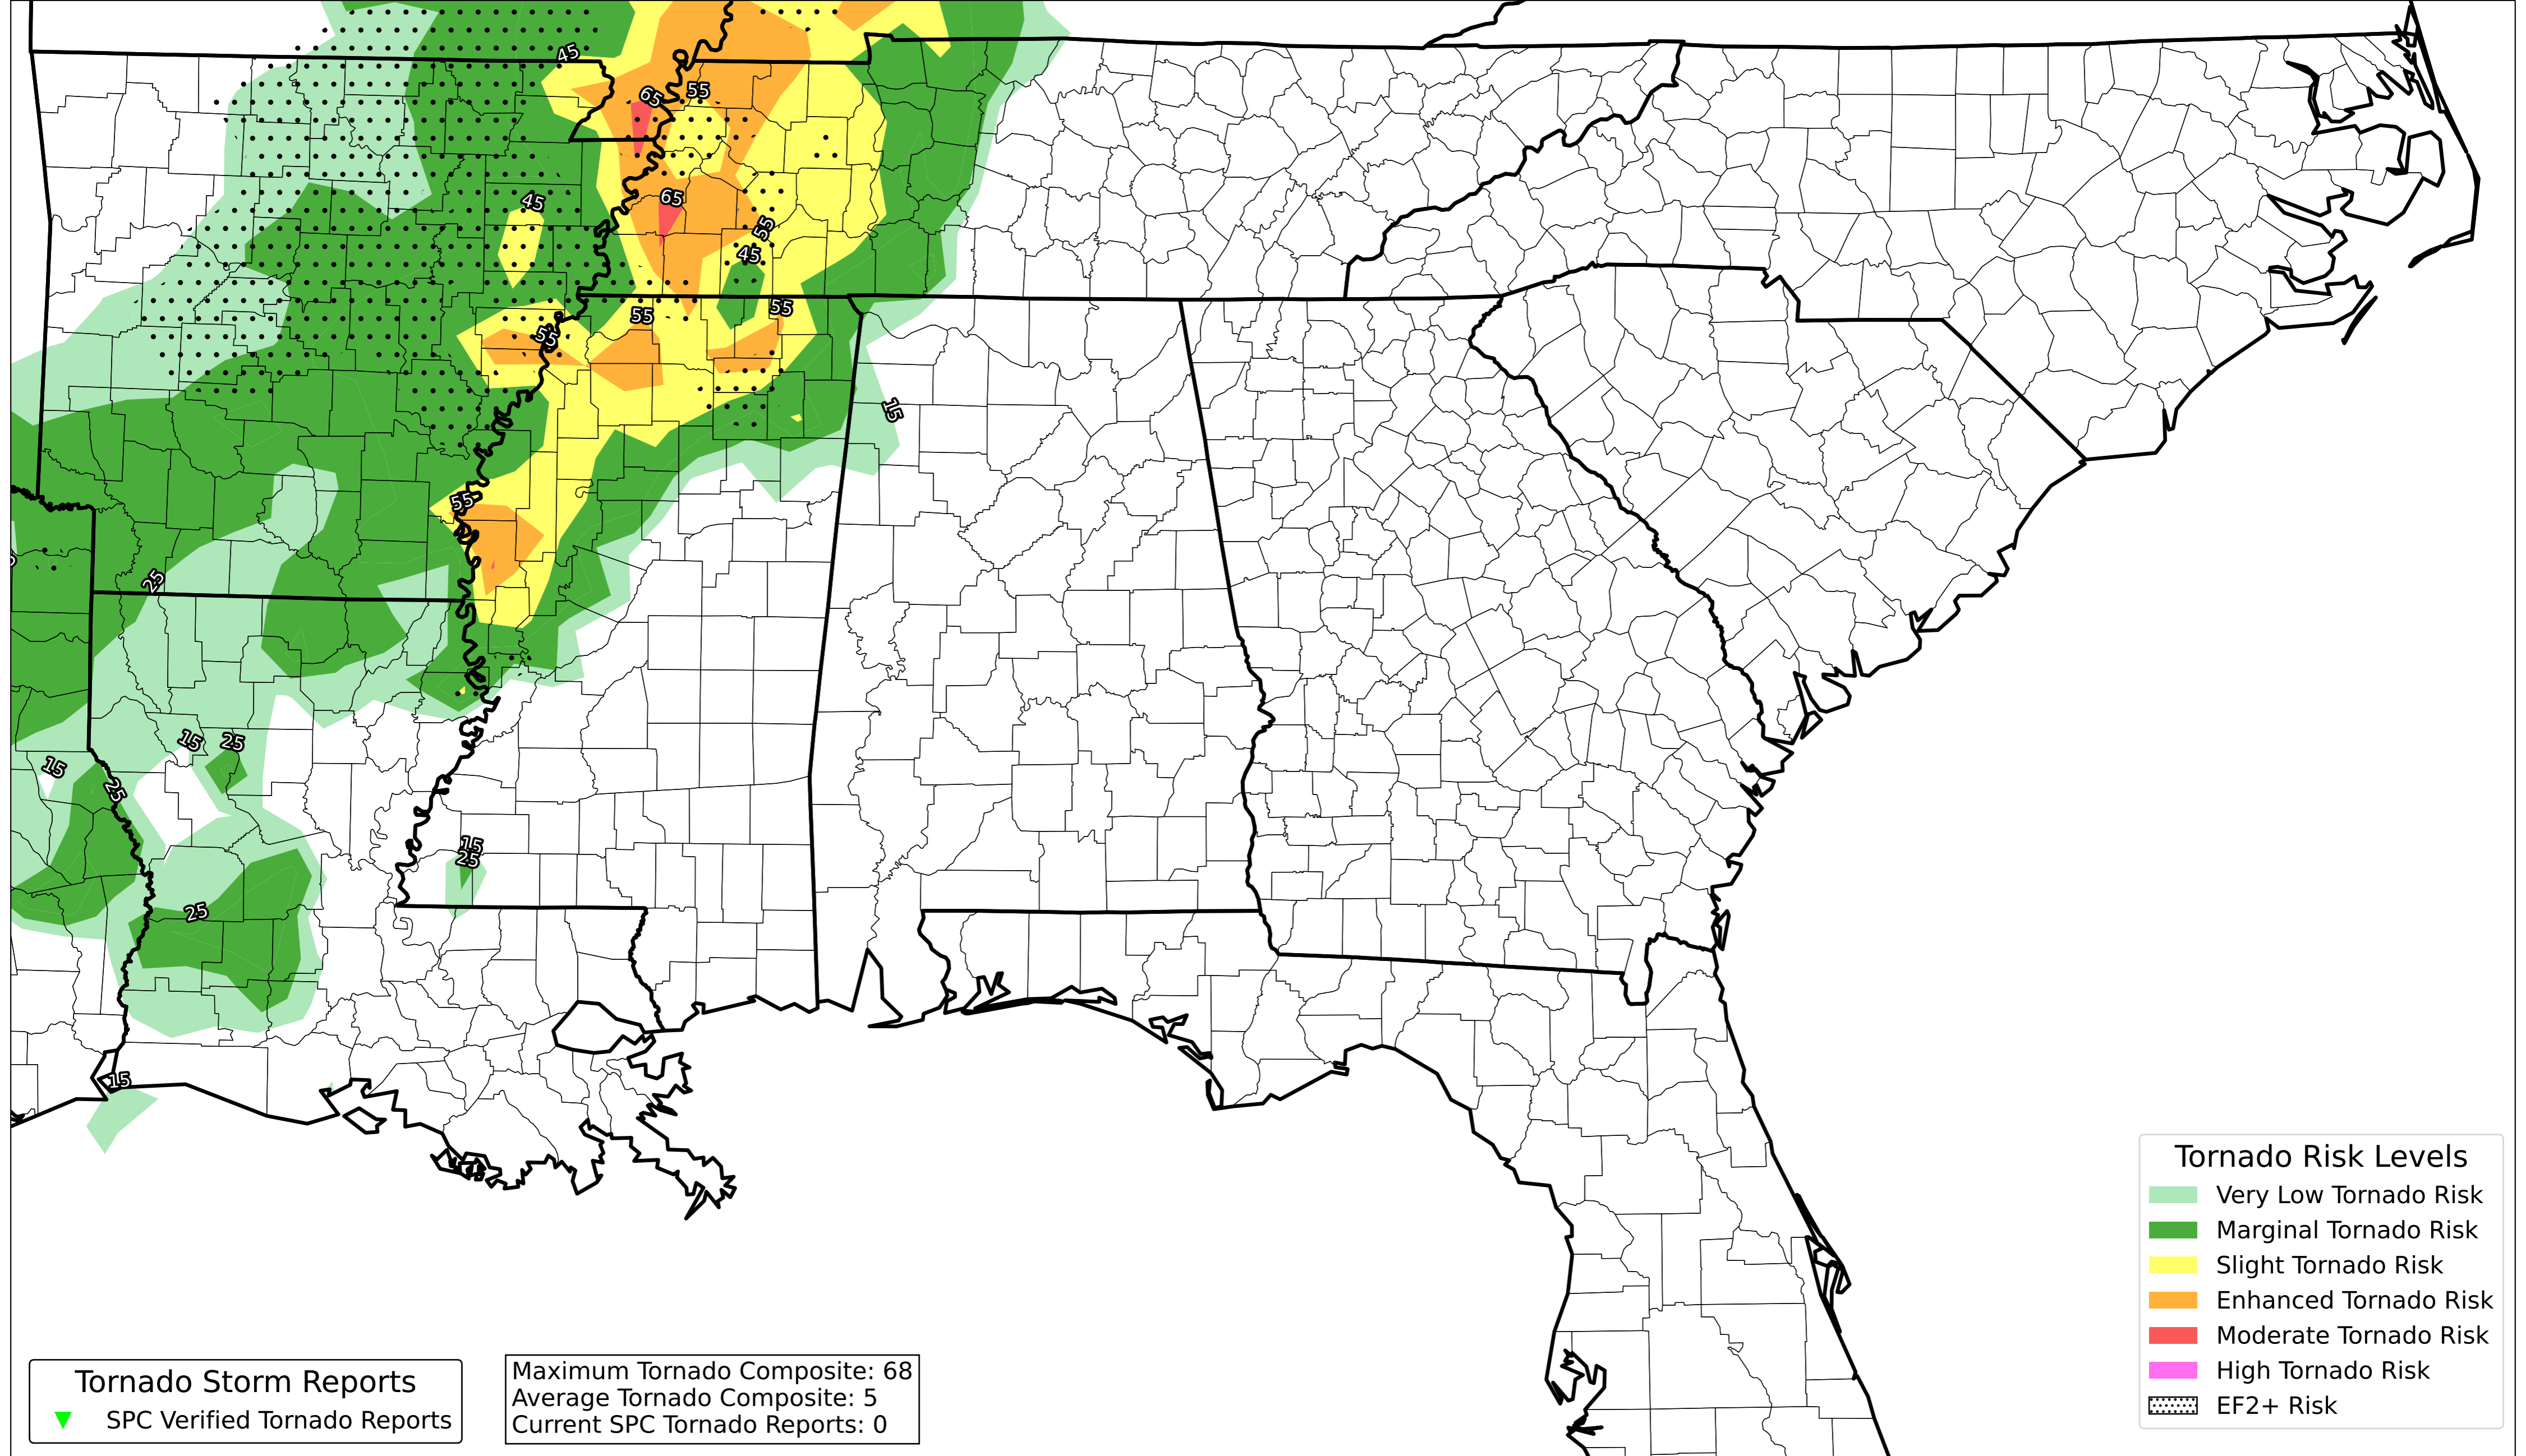 45
65
55
45
65
55
45
55
55
55
15
55
25
15
25
15
25
15
25
25
15
Tornado Risk Levels
Very Low Tornado Risk
Marginal Tornado Risk
Slight Tornado Risk
Enhanced Tornado Risk
Moderate Tornado Risk
High Tornado Risk
EF2+ Risk
Tornado Storm Reports
SPC Verified Tornado Reports
Maximum Tornado Composite: 68
Average Tornado Composite: 5
Current SPC Tornado Reports: 0